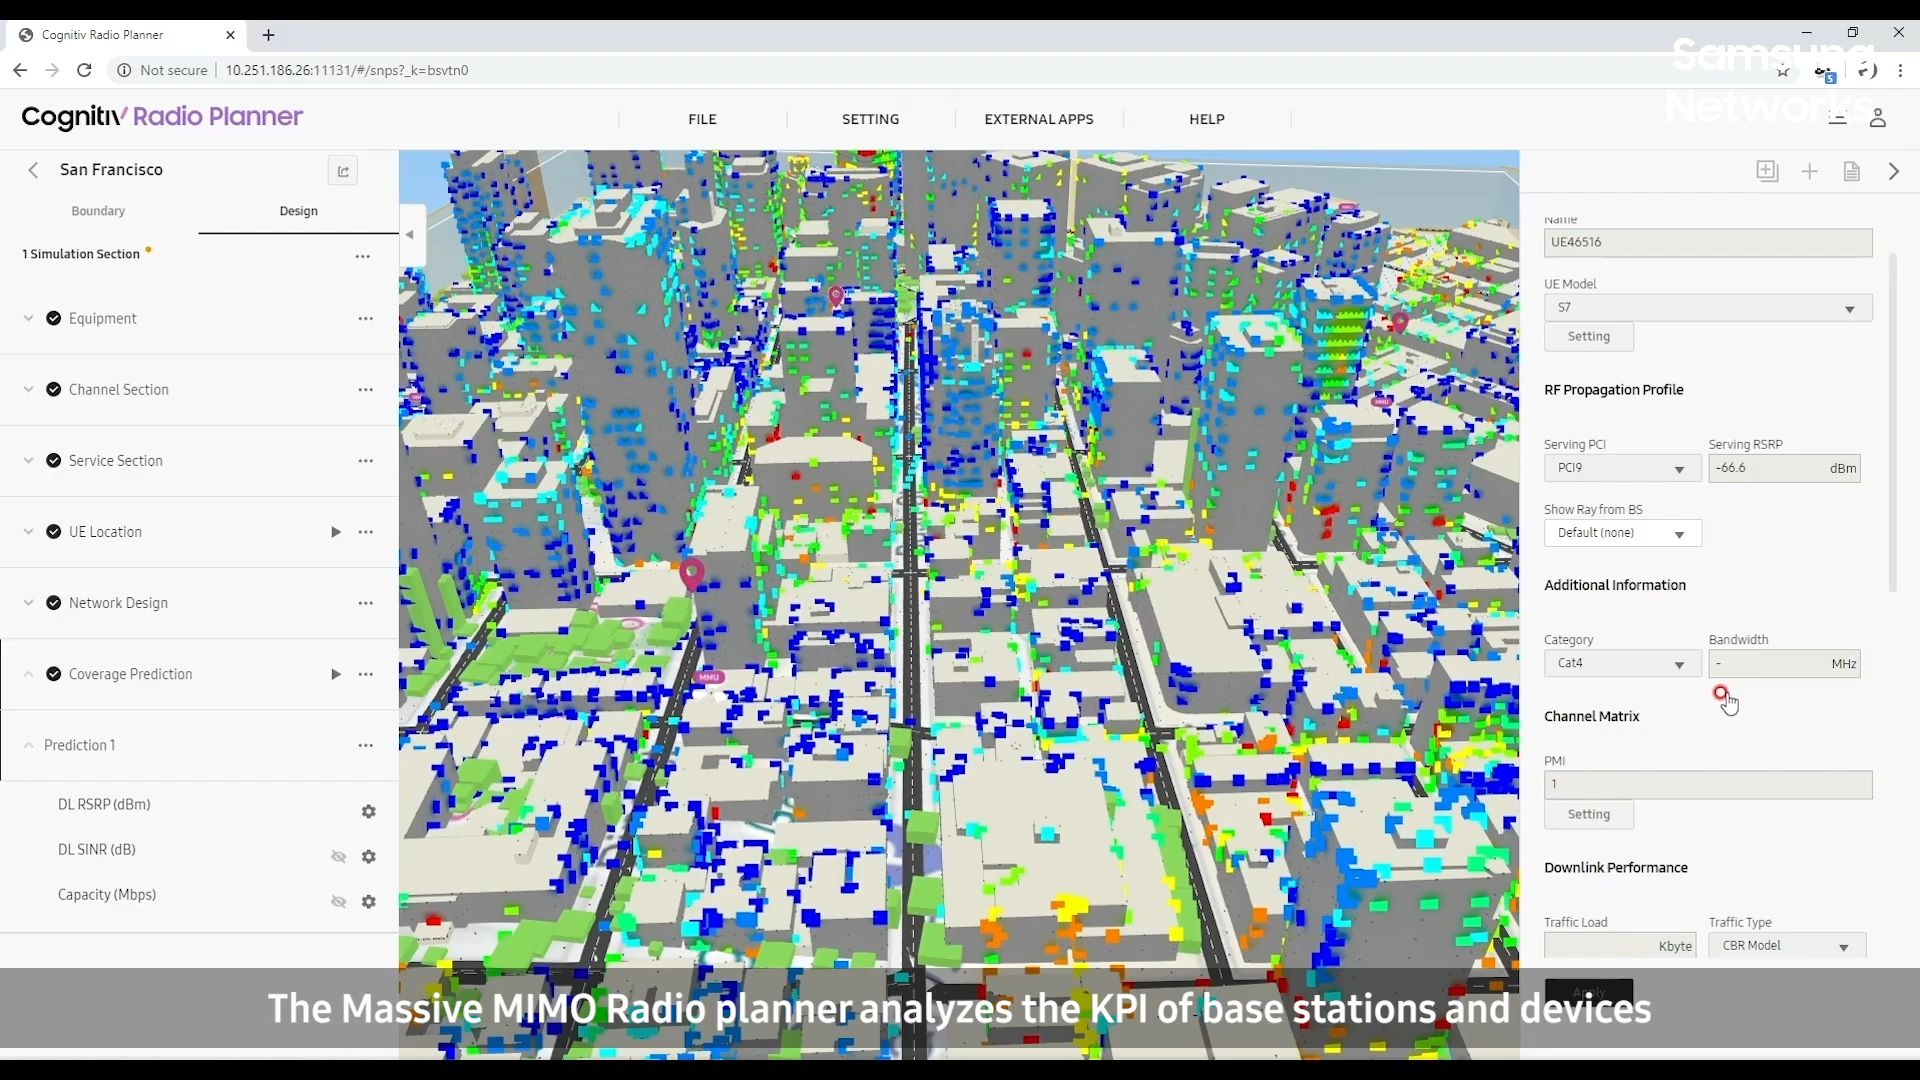 Cognitiv Radio Planner
Not secure
10.251.186.26:11131/#/snps?_k=bsvtn0
Samsung
Networks
Cognitiv Radio Planner
FILE
SETTING
EXTERNAL APPS
HELP
San Francisco
Boundary
Design
1 Simulation Section
Equipment
Channel Section
Service Section
UE Location
Network Design
Coverage Prediction
Prediction 1
DL RSRP (dBm)
DL SINR (dB)
Capacity (Mbps)
MMU
MMU
Name
UE46516
UE Model
S7
Setting
RF Propagation Profile
Serving PCI
Serving RSRP
PCI9
-66.6 dBm
Show Ray from BS
Default (none)
Additional Information
Category
Bandwidth
Cat4
- MHz
Channel Matrix
PMI
1
Setting
Downlink Performance
Traffic Load
Traffic Type
Kbyte
CBR Model
Apply
The Massive MIMO Radio planner analyzes the KPI of base stations and devices